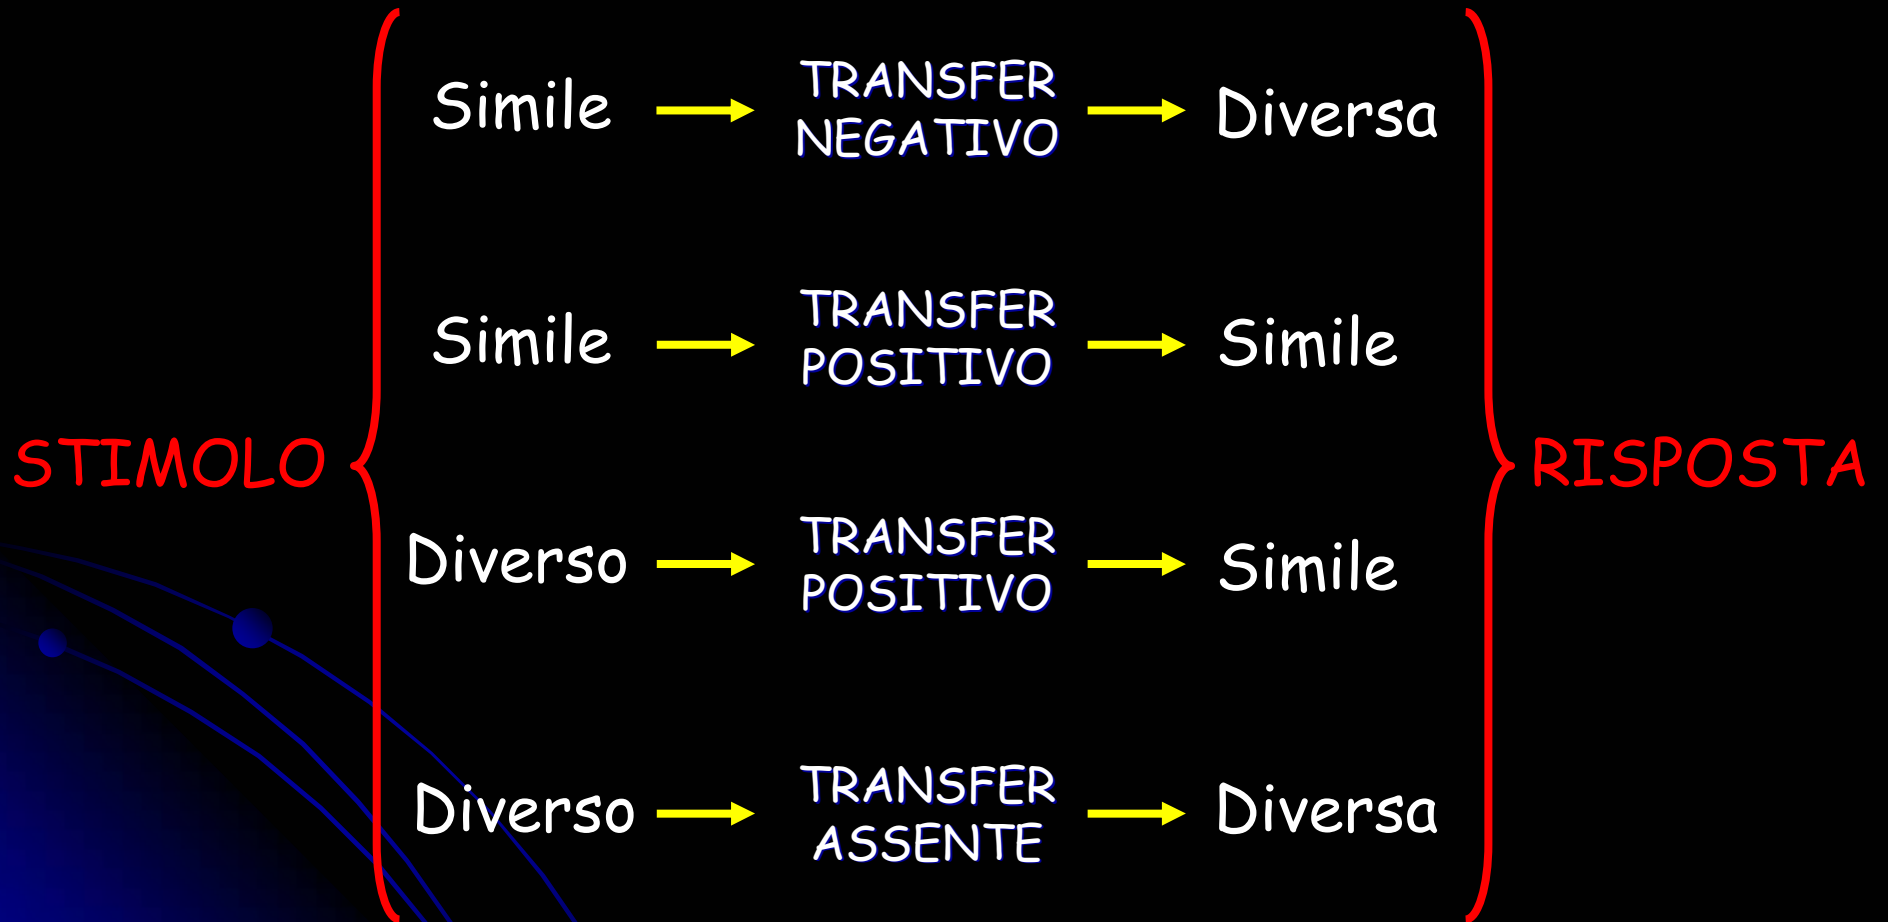 Simile
TRANSFER
NEGATIVO
Diversa
Simile
TRANSFER
POSITIVO
Simile
STIMOLO
RISPOSTA
Diverso
TRANSFER
POSITIVO
Simile
Diverso
TRANSFER
ASSENTE
Diversa